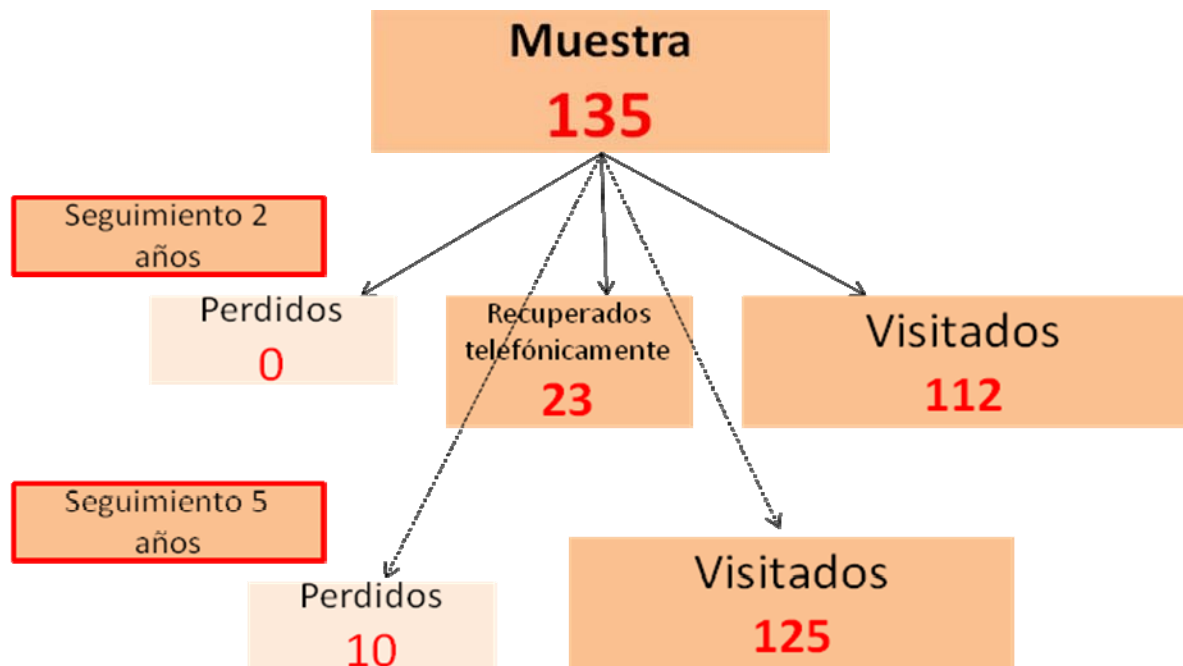 Muestra
135
Seguimiento 2
años
Perdidos
0
Recuperados
telefónicamente
23
Visitados
112
Seguimiento 5
años
Perdidos
10
Visitados
125